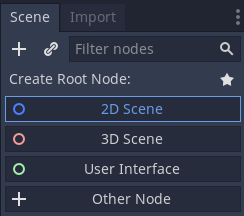 Scene Import
Filter nodes
Create Root Node:
2D Scene
3D Scene
User Interface
Other Node